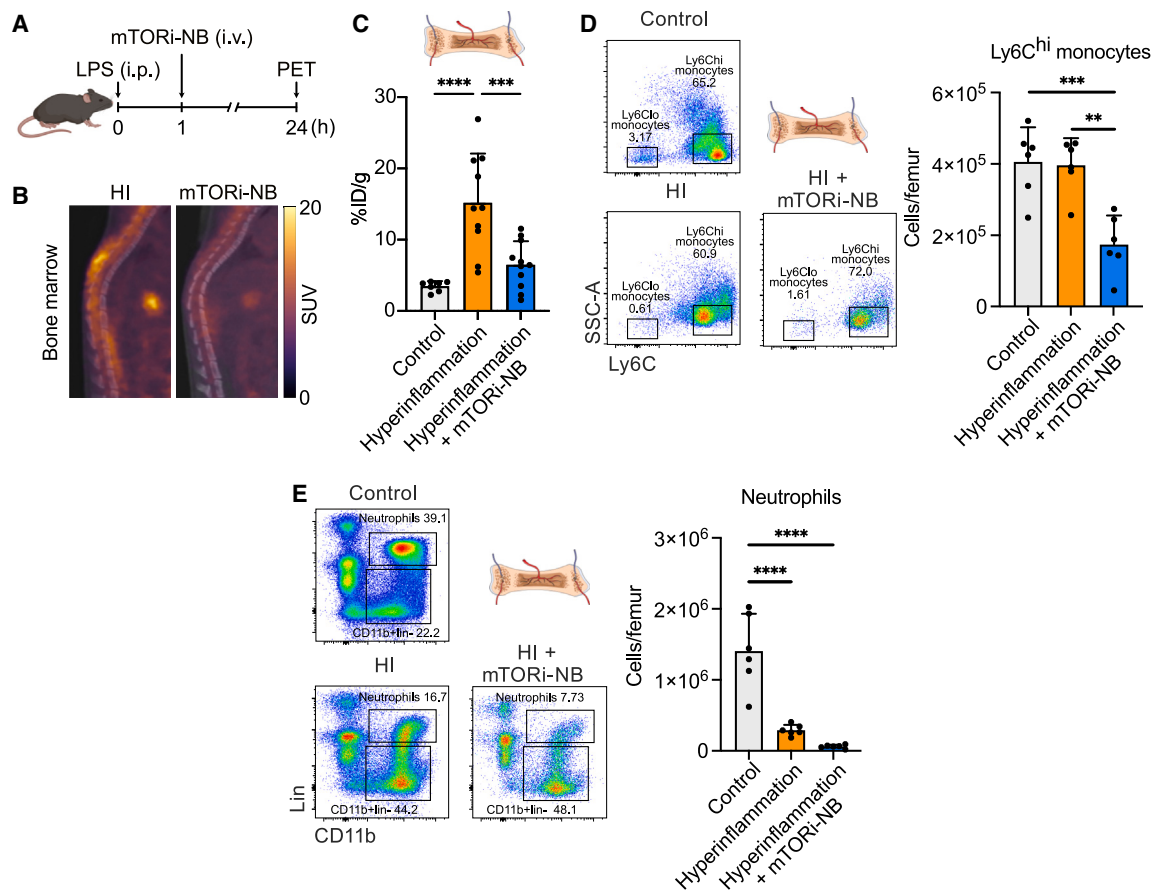 A
mTORi-NB (i.v.)
LPS (i.p.)
PET
0
1
24 (h)
B
HI
mTORi-NB
Bone marrow
20
SUV
0
C
****
***
30
20
10
0
%ID/g
Control
Hyperinflammation
Hyperinflammation
+ mTORi-NB
D
Control
Ly6Chi
monocytes
65.2
Ly6Clo
monocytes
3.17
HI
HI +
mTORi-NB
Ly6Chi
monocytes
60.9
Ly6Clo
monocytes
0.61
Ly6Chi
monocytes
72.0
Ly6Clo
monocytes
1.61
SSC-A
Ly6C
Ly6Chi monocytes
***
**
6×10⁵
4×10⁵
2×10⁵
0
Cells/femur
Control
Hyperinflammation
Hyperinflammation
+ mTORi-NB
E
Control
Neutrophils 39.1
CD11b+lin- 22.2
HI
HI +
mTORi-NB
Neutrophils 16.7
CD11b+lin- 44.2
Neutrophils 7.73
CD11b+lin- 48.1
Lin
CD11b
Neutrophils
****
****
3×10⁶
2×10⁶
1×10⁶
0
Cells/femur
Control
Hyperinflammation
Hyperinflammation
+ mTORi-NB